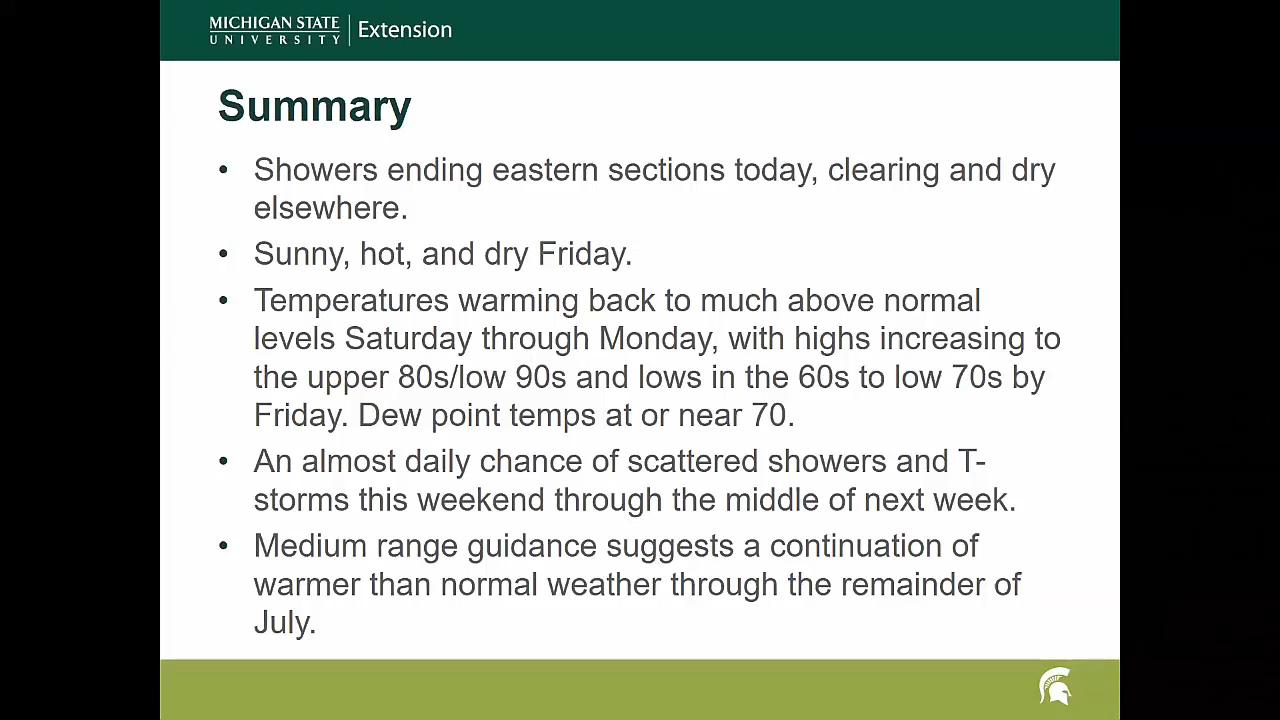 MICHIGAN STATE
UNIVERSITY
Extension
Summary
• Showers ending eastern sections today, clearing and dry
elsewhere.
• Sunny, hot, and dry Friday.
• Temperatures warming back to much above normal
levels Saturday through Monday, with highs increasing to
the upper 80s/low 90s and lows in the 60s to low 70s by
Friday. Dew point temps at or near 70.
• An almost daily chance of scattered showers and T-
storms this weekend through the middle of next week.
• Medium range guidance suggests a continuation of
warmer than normal weather through the remainder of
July.